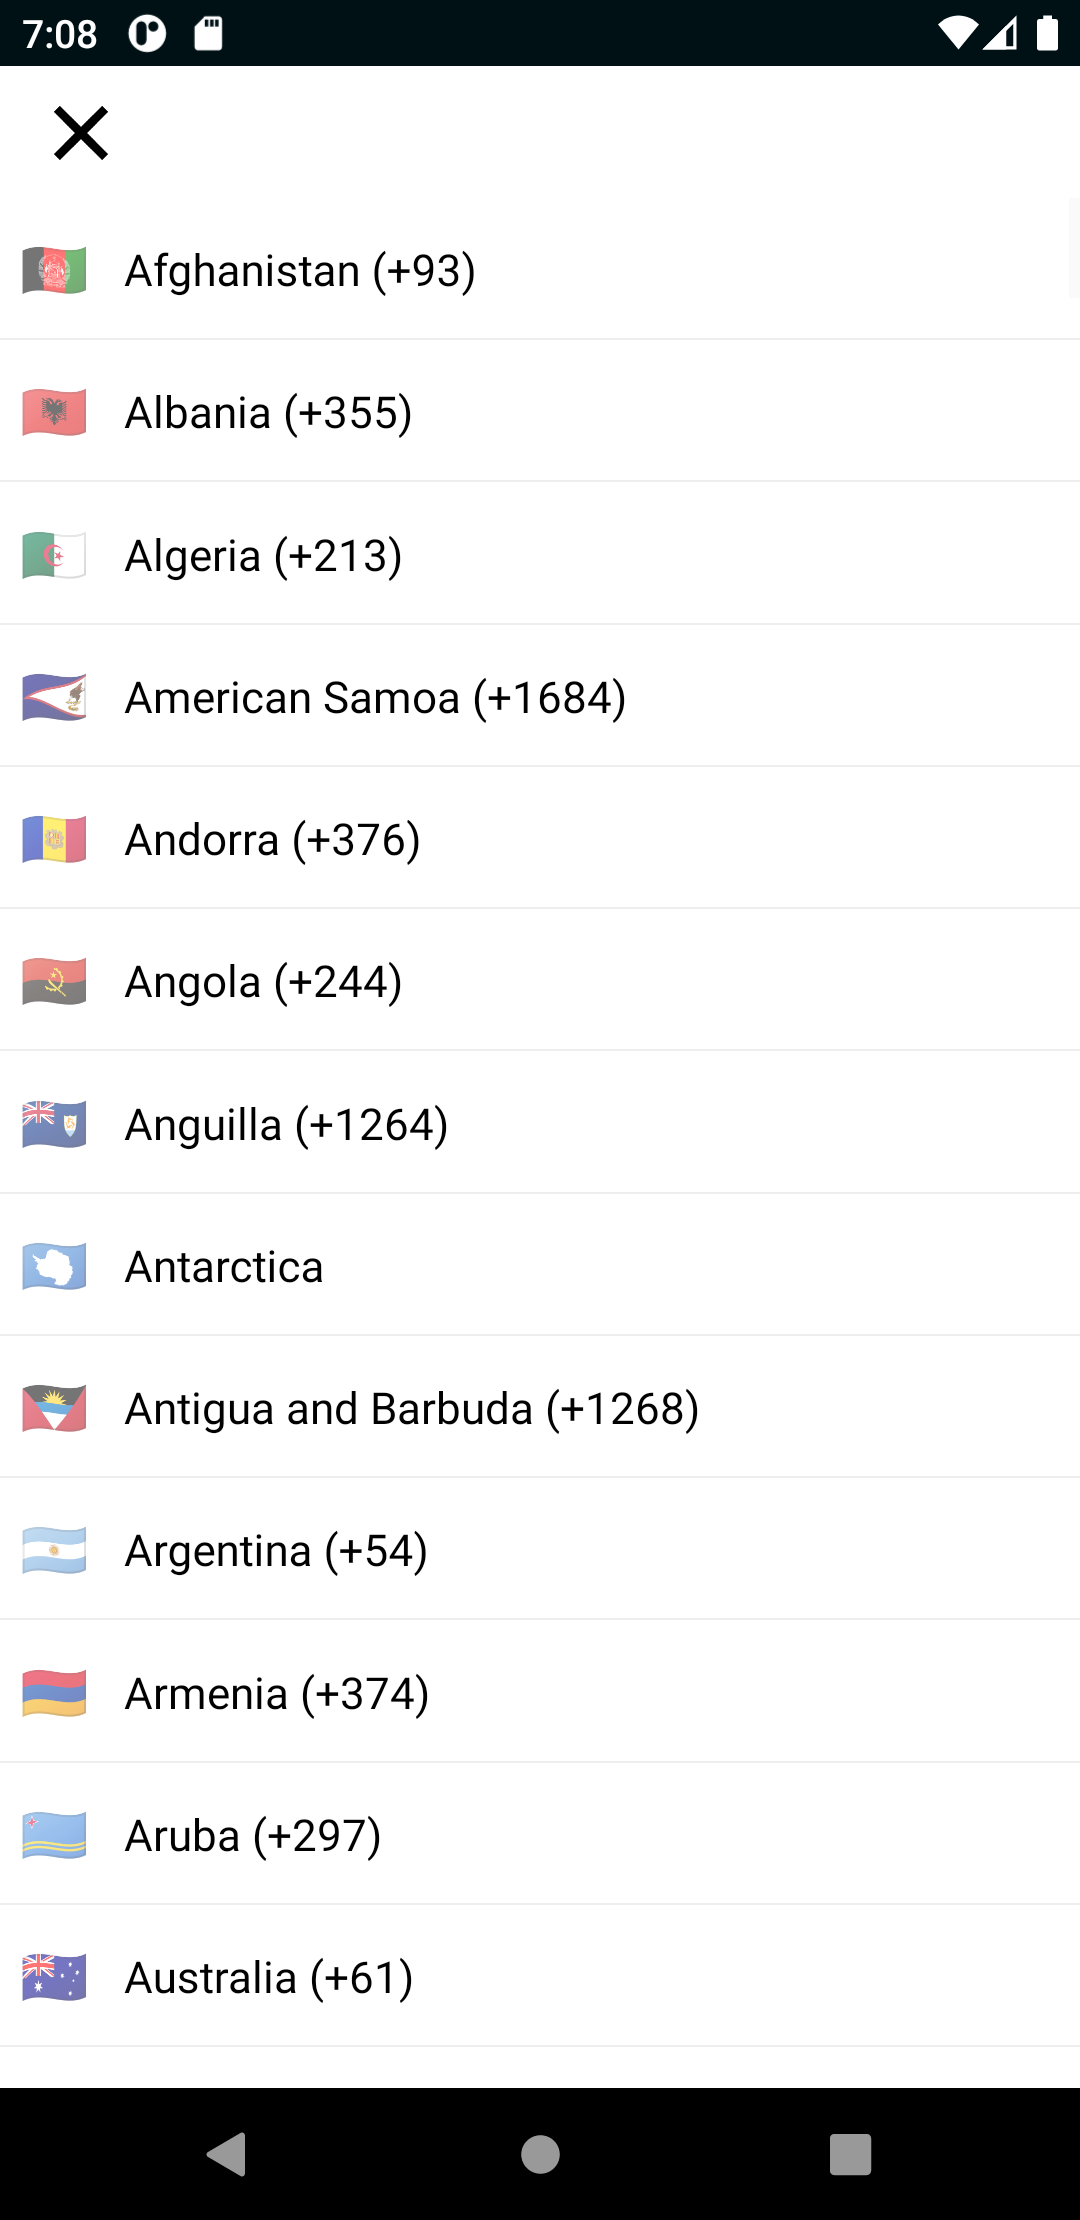 7:08
Afghanistan (+93)
Albania (+355)
Algeria (+213)
American Samoa (+1684)
Andorra (+376)
Angola (+244)
Anguilla (+1264)
Antarctica
Antigua and Barbuda (+1268)
Argentina (+54)
Armenia (+374)
Aruba (+297)
Australia (+61)